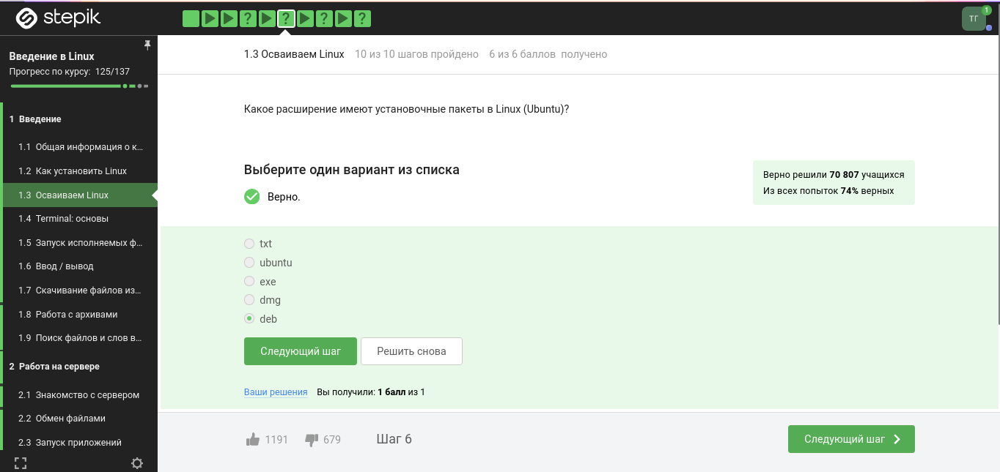 stepik
?
?
?
?
ТГ
1
Введение в Linux
Прогресс по курсу: 125/137
1 Введение
1.1 Общая информация о к…
1.2 Как установить Linux
1.3 Осваиваем Linux
1.4 Terminal: основы
1.5 Запуск исполняемых ф…
1.6 Ввод / вывод
1.7 Скачивание файлов из…
1.8 Работа с архивами
1.9 Поиск файлов и слов в…
2 Работа на сервере
2.1 Знакомство с сервером
2.2 Обмен файлами
2.3 Запуск приложений
1.3 Осваиваем Linux 10 из 10 шагов пройдено 6 из 6 баллов получено
Какое расширение имеют установочные пакеты в Linux (Ubuntu)?
Выберите один вариант из списка
Верно.
Верно решили 70 807 учащихся
Из всех попыток 74% верных
txt
ubuntu
exe
dmg
deb
Следующий шаг
Решить снова
Ваши решения Вы получили: 1 балл из 1
1191
679
Шаг 6
Следующий шаг